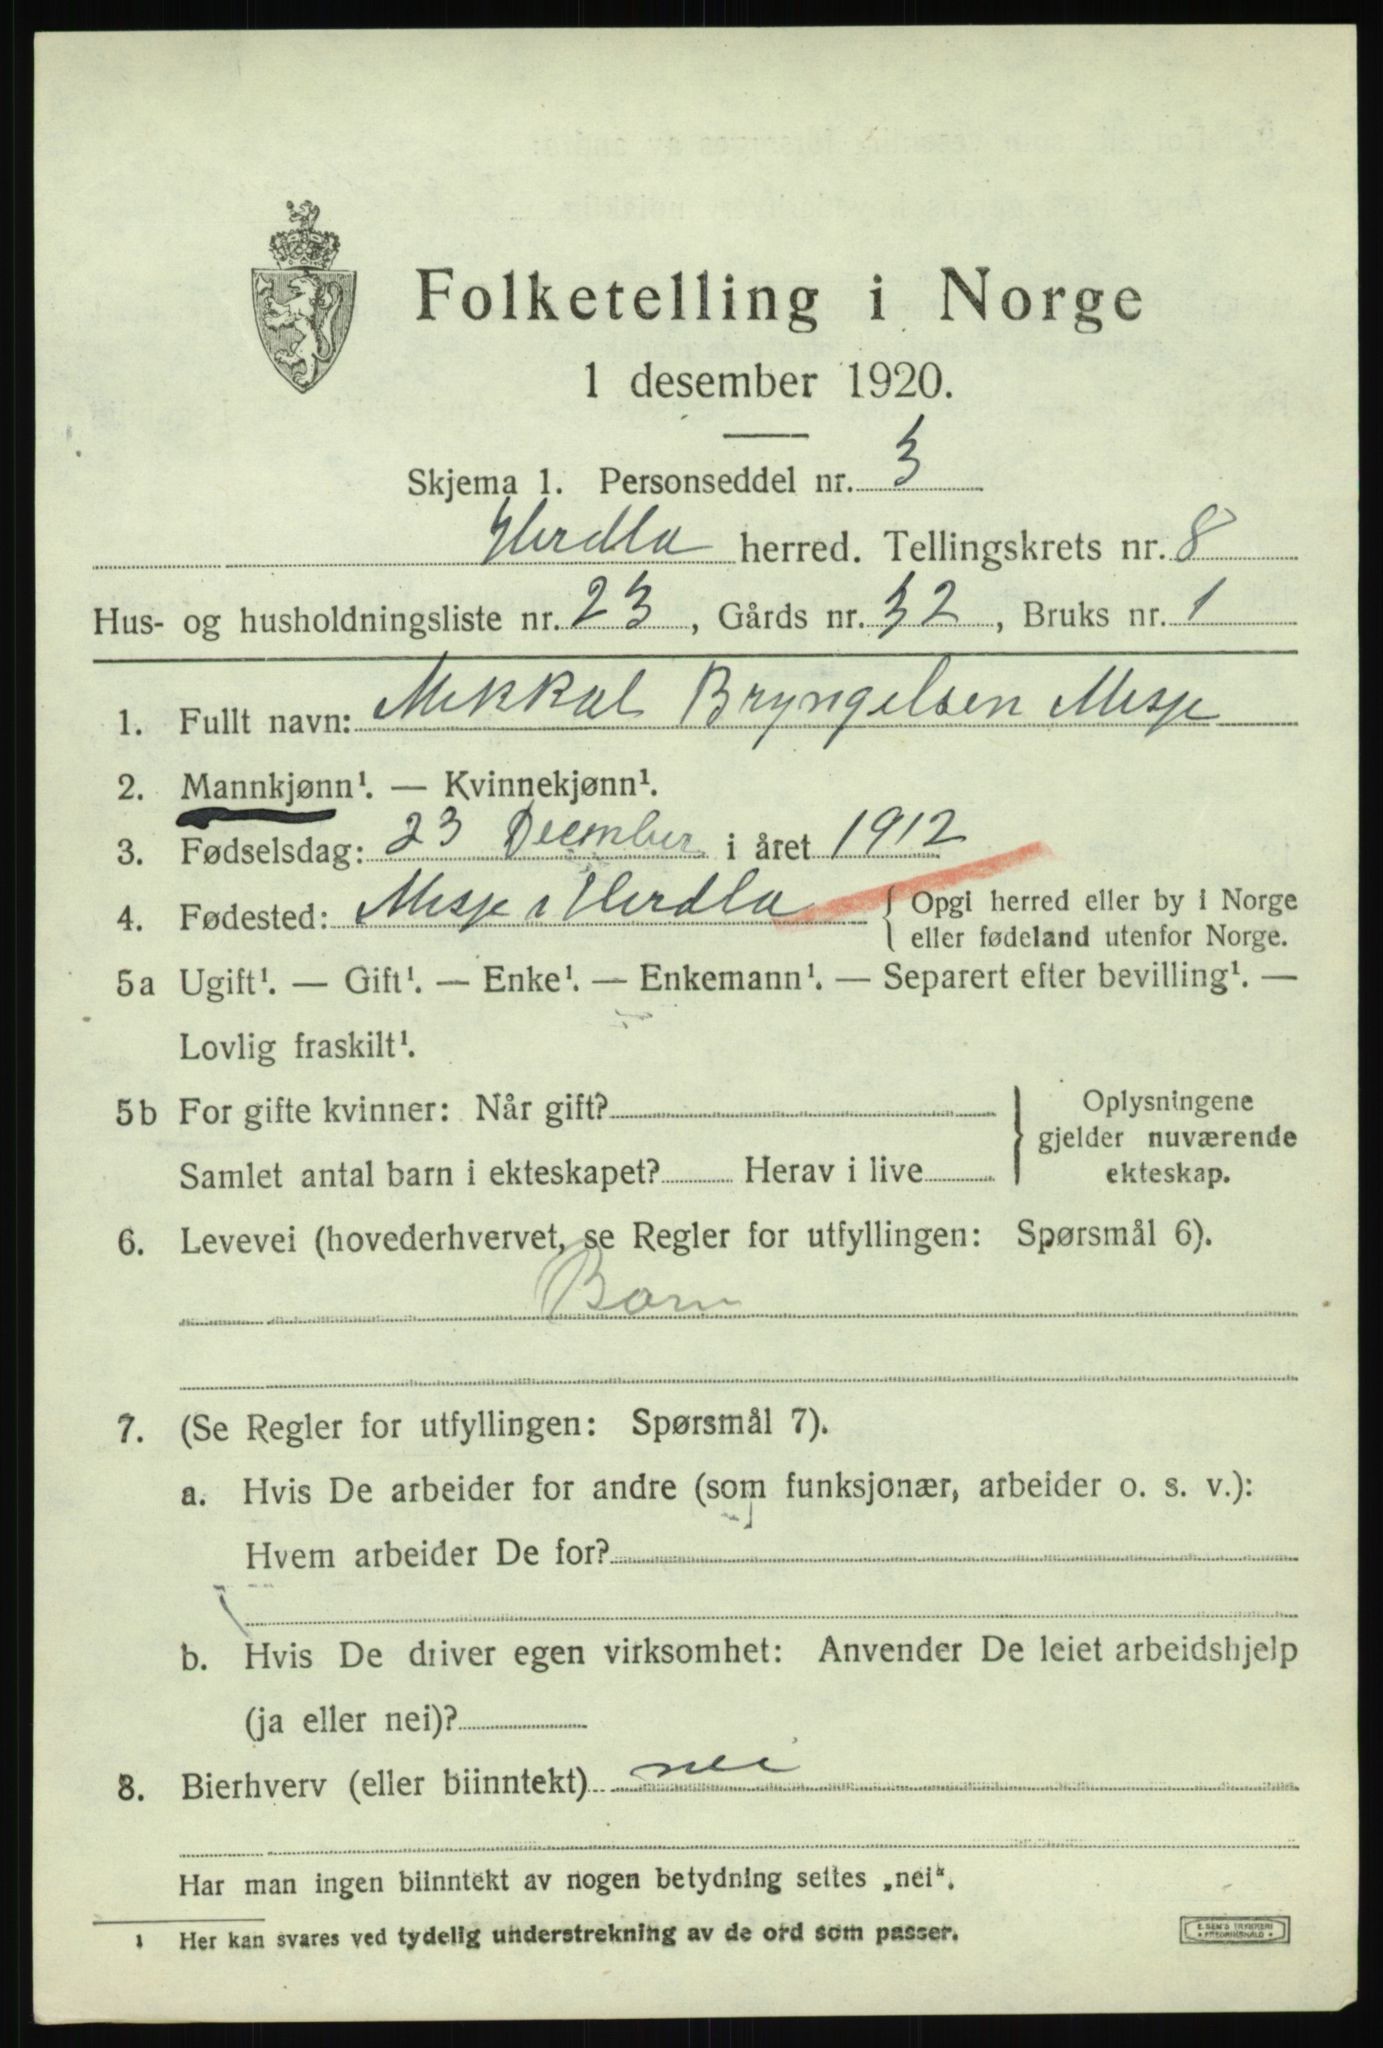 Folketelling i Norge
1 desember 1920.
Skjema 1. Personseddel nr. 3
Herdla herred. Tellingskrets nr. 8
Hus- og husholdningsliste nr. 23, Gårds nr. 32, Bruks nr. 1
1. Fullt navn: Mikkal Bryngelsen Misje
2. Mannkjønn¹. — Kvinnekjønn¹.
3. Fødselsdag: 23 December i året 1912
4. Fødested: Misje i Herdla { Opgi herred eller by i Norge
eller fødeland utenfor Norge.
5a Ugift¹. — Gift¹. — Enke¹. — Enkemann¹. — Separert efter bevilling¹. —
Lovlig fraskilt¹.
5b For gifte kvinner: Når gift? } Oplysningene
gjelder nuværende
Samlet antal barn i ekteskapet? Herav i live
ekteskap.
6. Levevei (hovederhvervet, se Regler for utfyllingen: Spørsmål 6).
Barn
7. (Se Regler for utfyllingen: Spørsmål 7).
a. Hvis De arbeider for andre (som funksjonær, arbeider o. s. v.):
Hvem arbeider De for?
b. Hvis De driver egen virksomhet: Anvender De leiet arbeidshjelp
(ja eller nei)?
8. Bierhverv (eller biinntekt) nei
Har man ingen biinntekt av nogen betydning settes „nei“.
¹ Her kan svares ved tydelig understrekning av de ord som passer.
E. SEM'S TRYKKERI
FREDRIKSHALD